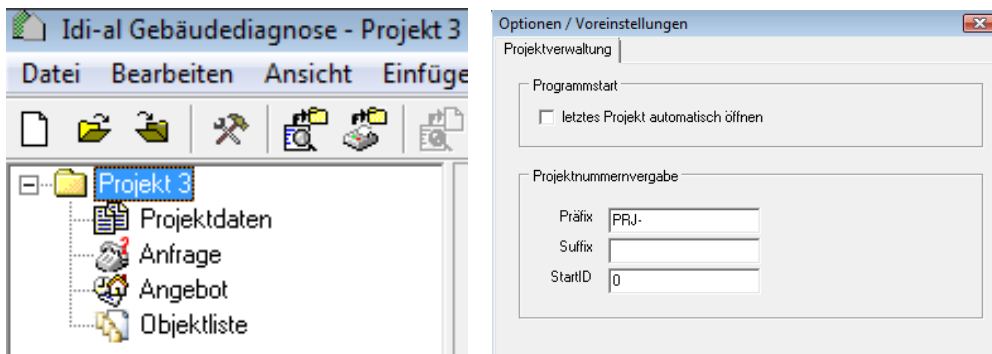 Idi-al Gebäudediagnose - Projekt 3
Datei Bearbeiten Ansicht Einfüge
Projekt 3
Projektdaten
Anfrage
Angebot
Objektliste
Optionen / Voreinstellungen
Projektverwaltung
Programmstart
letztes Projekt automatisch öffnen
Projektnummernvergabe
Präfix PRJ-
Suffix
StartID 0